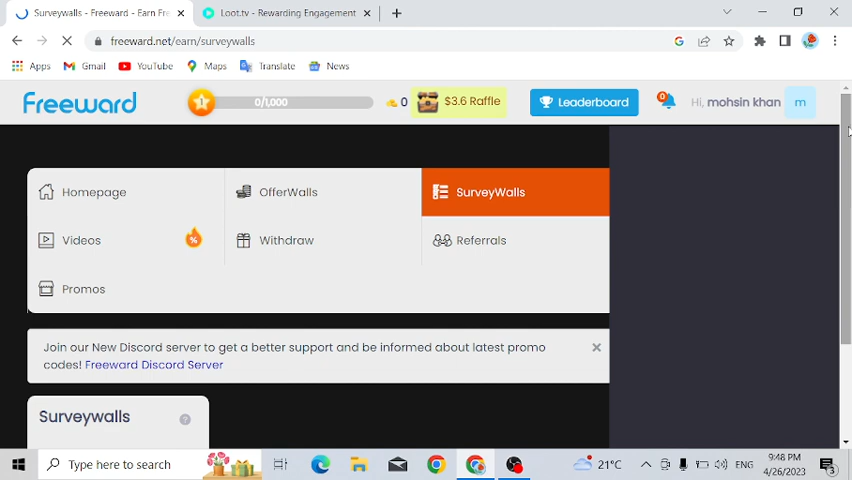 Surveywalls - Freeward - Earn Fre
Loot.tv - Rewarding Engagement
freeward.net/earn/surveywalls
Apps
Gmail
YouTube
Maps
Translate
News
Freeward
1
0/1,000
0
$3.6 Raffle
Leaderboard
0
Hi, mohsin khan
m
Homepage
OfferWalls
SurveyWalls
Videos
%
Withdraw
Referrals
Promos
Join our New Discord server to get a better support and be informed about latest promo
codes! Freeward Discord Server
Surveywalls
?
Type here to search
21°C
ENG
9:48 PM
4/26/2023
3